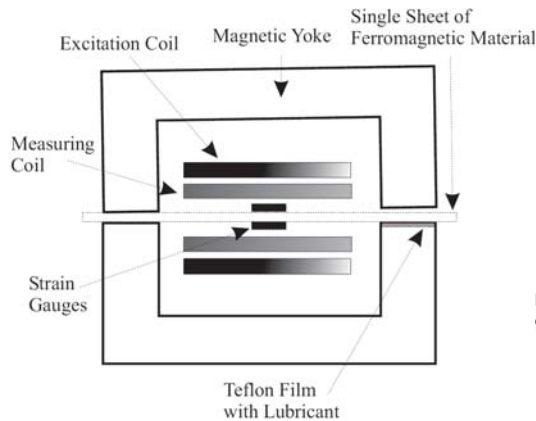 Excitation Coil
Magnetic Yoke
Single Sheet of
Ferromagnetic Material
Measuring
Coil
Strain
Gauges
Teflon Film
with Lubricant